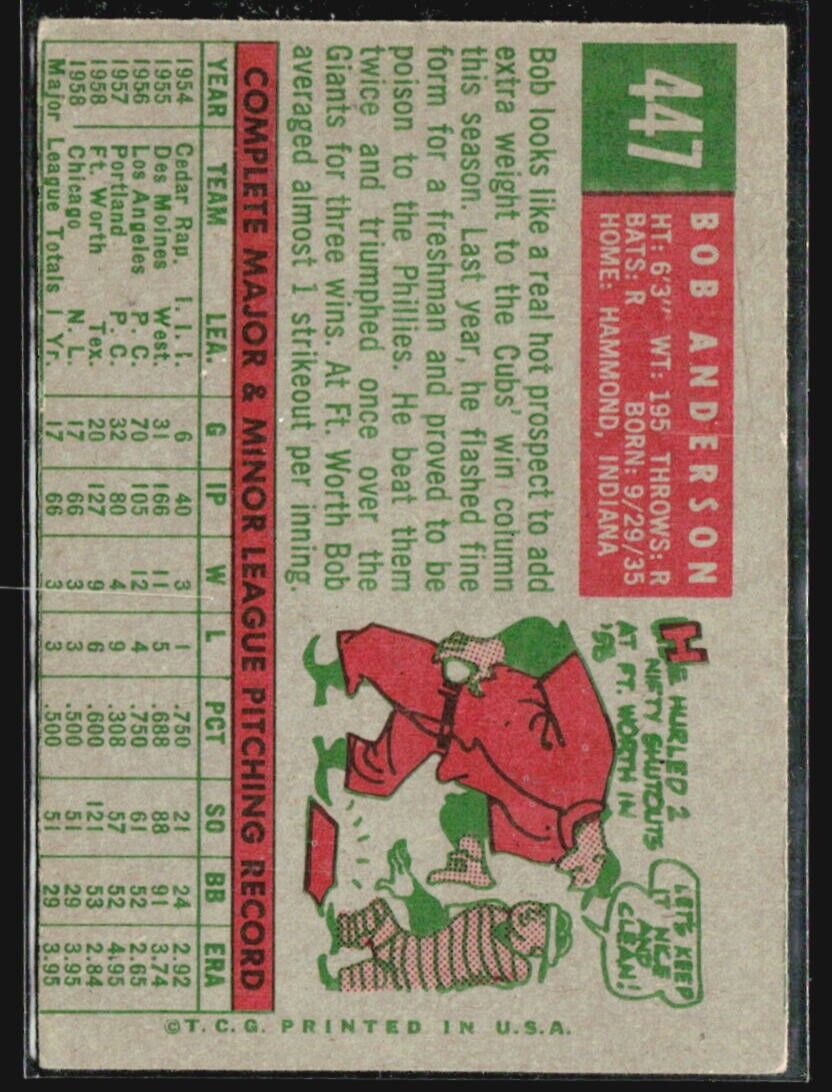 447
BOB ANDERSON
HT: 6'3" WT: 195 THROWS: R
BATS: R BORN: 9/29/35
HOME: HAMMOND, INDIANA
Bob looks like a real hot prospect to add
extra weight to the Cubs' win column
this season. Last year, he flashed fine
form for a freshman and proved to be
poison to the Phillies. He beat them
twice and triumphed once over the
Giants for three wins. At Ft. Worth Bob
averaged almost 1 strikeout per inning.
HE HURLED 2
NIFTY SHUTOUTS
AT FT. WORTH IN
'58
LET'S KEEP
IT NICE
AND
CLEAN!
COMPLETE MAJOR & MINOR LEAGUE PITCHING RECORD
YEAR TEAM LEA. G IP W L PCT SO BB ERA
1954 Cedar Rap. I.I.I. 6 40 3 1 .750 21 24 2.92
1955 Des Moines West. 31 166 11 5 .688 88 91 3.74
1956 Los Angeles P.C. 70 105 12 4 .750 61 52 2.65
1957 Portland P.C. 32 80 4 9 .308 57 52 4.95
1958 Ft. Worth Tex. 20 127 9 6 .600 121 53 2.84
1958 Chicago N.L. 17 66 3 3 .500 51 29 3.95
Major League Totals 1 Yr. 17 66 3 3 .500 51 29 3.95
©T.C.G. PRINTED IN U.S.A.